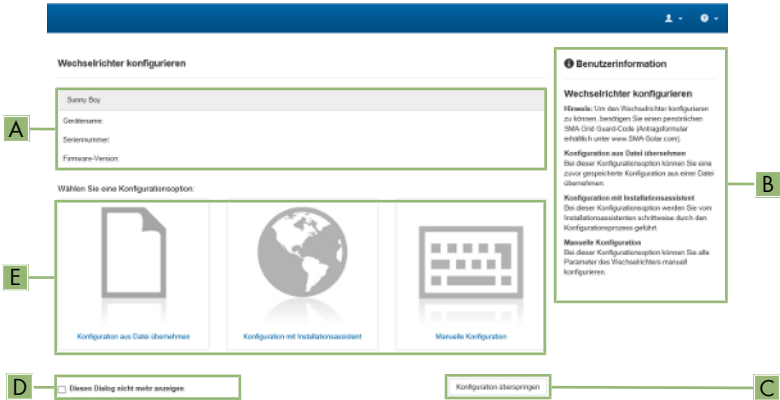 Wechselrichter konfigurieren
Sunny Boy
Gerätename:
Seriennummer:
Firmware-Version:
A
Wählen Sie eine Konfigurationsoption:
E
Konfiguration aus Datei übernehmen
Konfiguration mit Installationsassistent
Manuelle Konfiguration
D
Diesen Dialog nicht mehr anzeigen
Konfiguration überspringen
C
Benutzerinformation
Wechselrichter konfigurieren
Hinweis: Um den Wechselrichter konfigurieren
zu können, benötigen Sie einen persönlichen
SMA Grid Guard-Code (Antragsformular
erhältlich unter www.SMA-Solar.com).
Konfiguration aus Datei übernehmen
Bei dieser Konfigurationsoption können Sie eine
zuvor gespeicherte Konfiguration aus einer Datei
übernehmen.
Konfiguration mit Installationsassistent
Bei dieser Konfigurationsoption werden Sie vom
Installationsassistenten schrittweise durch den
Konfigurationsprozess geführt.
Manuelle Konfiguration
Bei dieser Konfigurationsoption können Sie alle
Parameter des Wechselrichters manuell
konfigurieren.
B